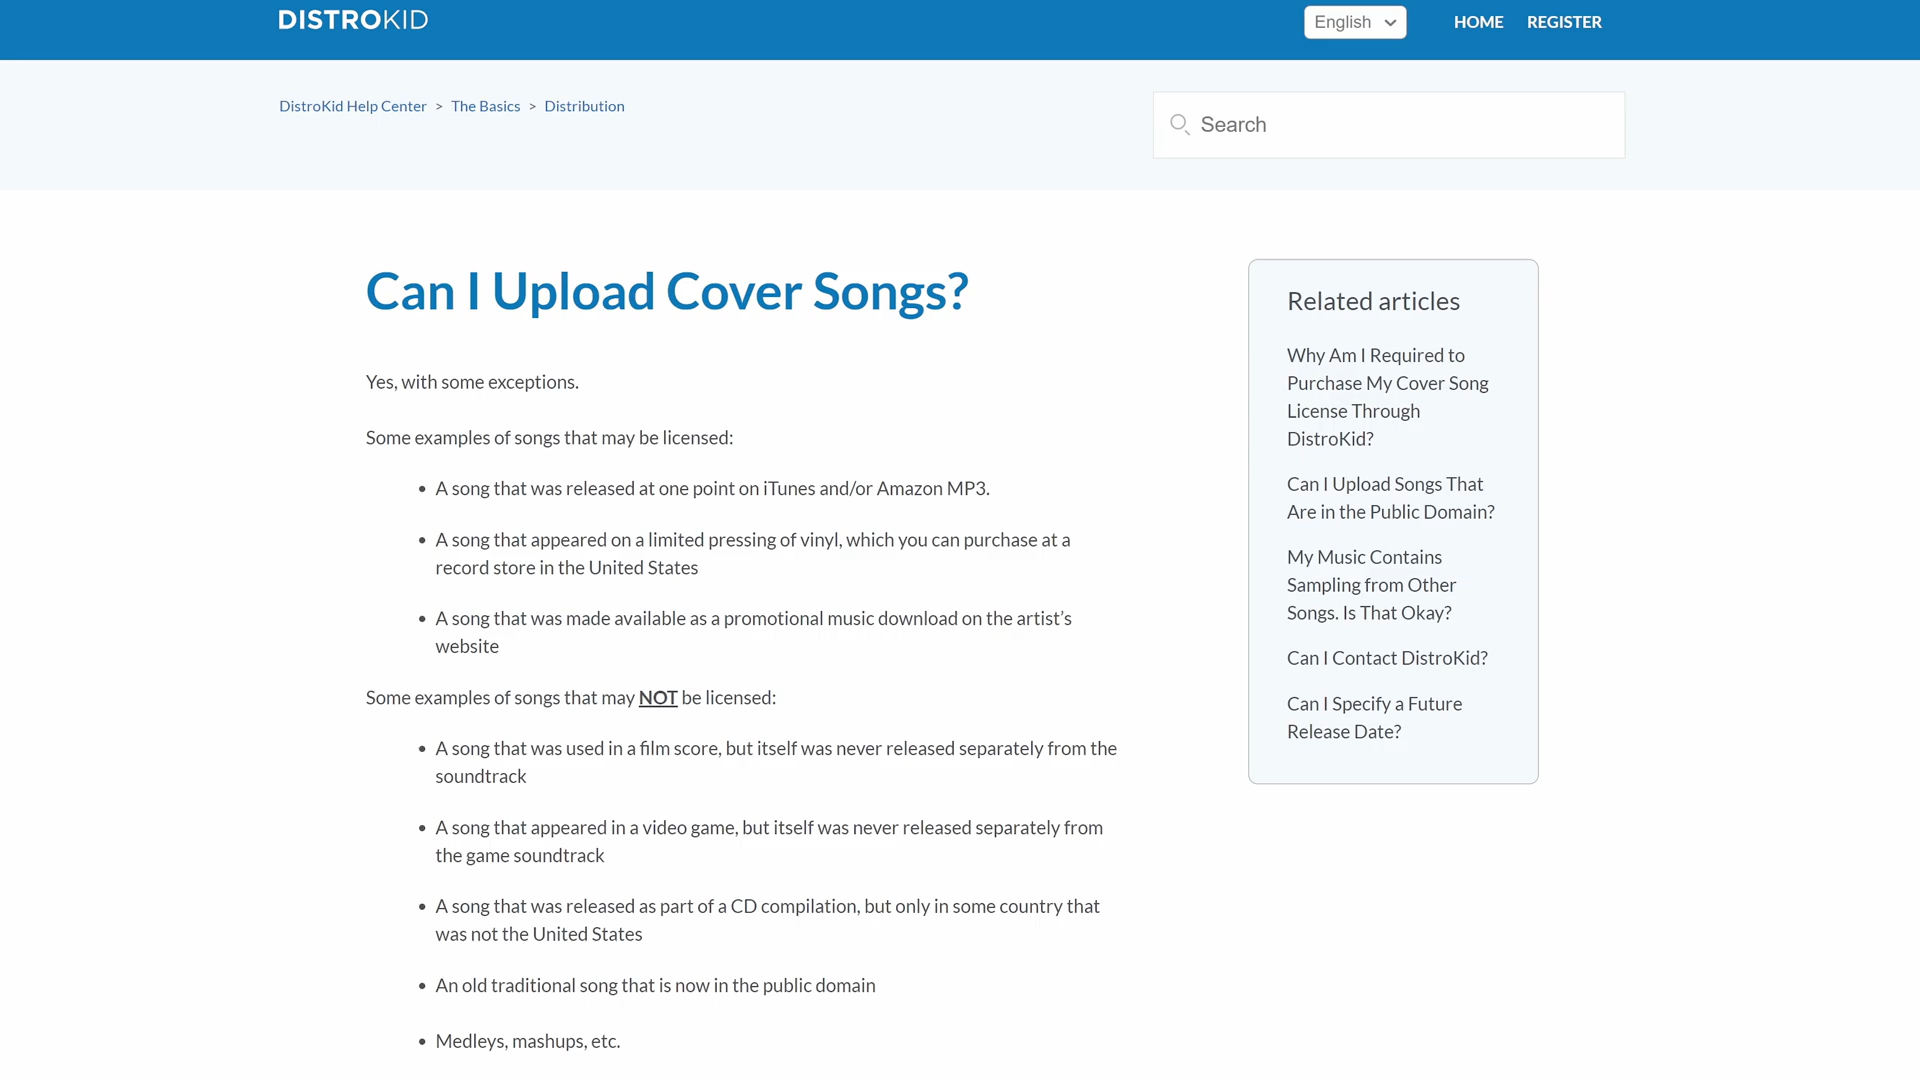 DISTROKID
English
HOME
REGISTER
DistroKid Help Center > The Basics > Distribution
Search
Can I Upload Cover Songs?
Yes, with some exceptions.
Some examples of songs that may be licensed:
• A song that was released at one point on iTunes and/or Amazon MP3.
• A song that appeared on a limited pressing of vinyl, which you can purchase at a
record store in the United States
• A song that was made available as a promotional music download on the artist’s
website
Some examples of songs that may NOT be licensed:
• A song that was used in a film score, but itself was never released separately from the
soundtrack
• A song that appeared in a video game, but itself was never released separately from
the game soundtrack
• A song that was released as part of a CD compilation, but only in some country that
was not the United States
• An old traditional song that is now in the public domain
• Medleys, mashups, etc.
Related articles
Why Am I Required to
Purchase My Cover Song
License Through
DistroKid?
Can I Upload Songs That
Are in the Public Domain?
My Music Contains
Sampling from Other
Songs. Is That Okay?
Can I Contact DistroKid?
Can I Specify a Future
Release Date?